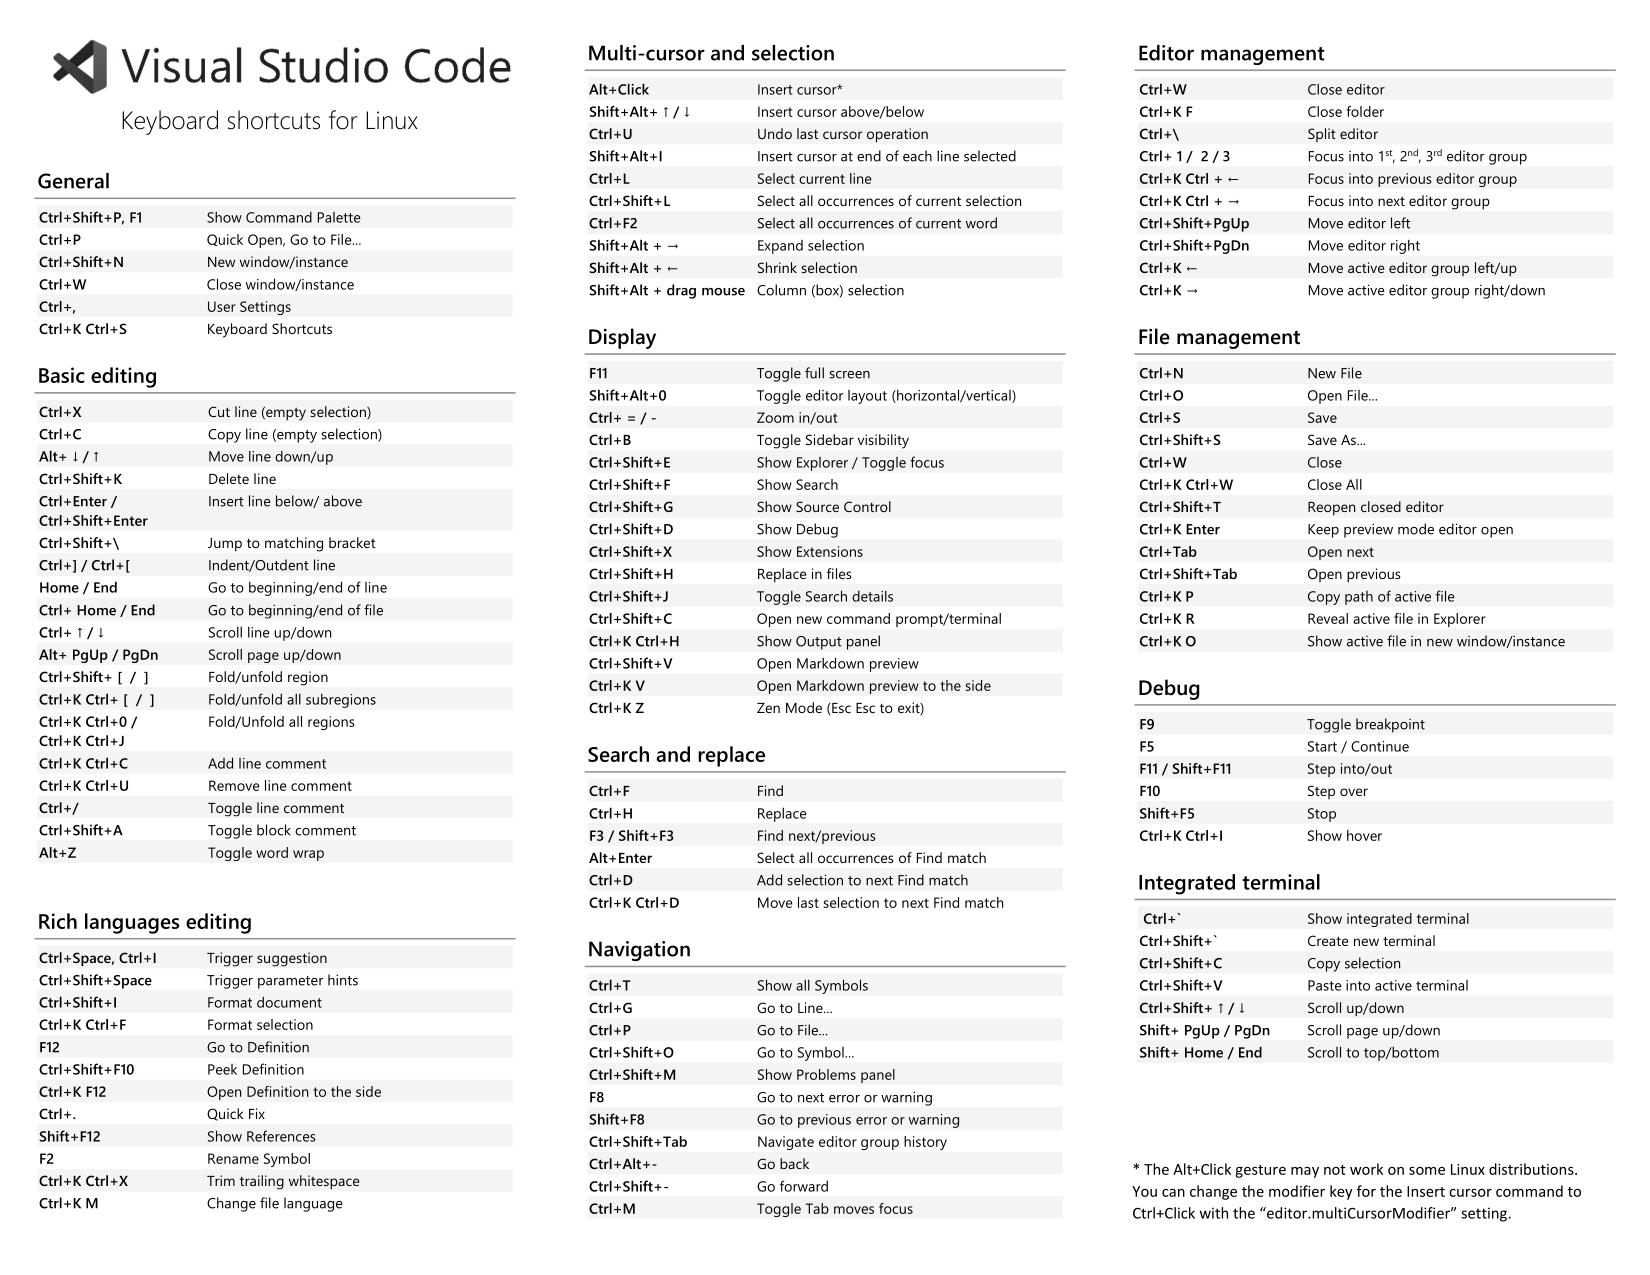 Visual Studio Code
Keyboard shortcuts for Linux
General
Ctrl+Shift+P, F1 Show Command Palette
Ctrl+P Quick Open, Go to File...
Ctrl+Shift+N New window/instance
Ctrl+W Close window/instance
Ctrl+, User Settings
Ctrl+K Ctrl+S Keyboard Shortcuts
Basic editing
Ctrl+X Cut line (empty selection)
Ctrl+C Copy line (empty selection)
Alt+ ↓ / ↑ Move line down/up
Ctrl+Shift+K Delete line
Ctrl+Enter / Insert line below/ above
Ctrl+Shift+Enter
Ctrl+Shift+\ Jump to matching bracket
Ctrl+] / Ctrl+[ Indent/Outdent line
Home / End Go to beginning/end of line
Ctrl+ Home / End Go to beginning/end of file
Ctrl+ ↑ / ↓ Scroll line up/down
Alt+ PgUp / PgDn Scroll page up/down
Ctrl+Shift+ [ / ] Fold/unfold region
Ctrl+K Ctrl+ [ / ] Fold/unfold all subregions
Ctrl+K Ctrl+0 / Fold/Unfold all regions
Ctrl+K Ctrl+J
Ctrl+K Ctrl+C Add line comment
Ctrl+K Ctrl+U Remove line comment
Ctrl+/ Toggle line comment
Ctrl+Shift+A Toggle block comment
Alt+Z Toggle word wrap
Rich languages editing
Ctrl+Space, Ctrl+I Trigger suggestion
Ctrl+Shift+Space Trigger parameter hints
Ctrl+Shift+I Format document
Ctrl+K Ctrl+F Format selection
F12 Go to Definition
Ctrl+Shift+F10 Peek Definition
Ctrl+K F12 Open Definition to the side
Ctrl+. Quick Fix
Shift+F12 Show References
F2 Rename Symbol
Ctrl+K Ctrl+X Trim trailing whitespace
Ctrl+K M Change file language
Multi-cursor and selection
Alt+Click Insert cursor*
Shift+Alt+ ↑ / ↓ Insert cursor above/below
Ctrl+U Undo last cursor operation
Shift+Alt+I Insert cursor at end of each line selected
Ctrl+L Select current line
Ctrl+Shift+L Select all occurrences of current selection
Ctrl+F2 Select all occurrences of current word
Shift+Alt + → Expand selection
Shift+Alt + ← Shrink selection
Shift+Alt + drag mouse Column (box) selection
Display
F11 Toggle full screen
Shift+Alt+0 Toggle editor layout (horizontal/vertical)
Ctrl+ = / - Zoom in/out
Ctrl+B Toggle Sidebar visibility
Ctrl+Shift+E Show Explorer / Toggle focus
Ctrl+Shift+F Show Search
Ctrl+Shift+G Show Source Control
Ctrl+Shift+D Show Debug
Ctrl+Shift+X Show Extensions
Ctrl+Shift+H Replace in files
Ctrl+Shift+J Toggle Search details
Ctrl+Shift+C Open new command prompt/terminal
Ctrl+K Ctrl+H Show Output panel
Ctrl+Shift+V Open Markdown preview
Ctrl+K V Open Markdown preview to the side
Ctrl+K Z Zen Mode (Esc Esc to exit)
Search and replace
Ctrl+F Find
Ctrl+H Replace
F3 / Shift+F3 Find next/previous
Alt+Enter Select all occurrences of Find match
Ctrl+D Add selection to next Find match
Ctrl+K Ctrl+D Move last selection to next Find match
Navigation
Ctrl+T Show all Symbols
Ctrl+G Go to Line...
Ctrl+P Go to File...
Ctrl+Shift+O Go to Symbol...
Ctrl+Shift+M Show Problems panel
F8 Go to next error or warning
Shift+F8 Go to previous error or warning
Ctrl+Shift+Tab Navigate editor group history
Ctrl+Alt+- Go back
Ctrl+Shift+- Go forward
Ctrl+M Toggle Tab moves focus
Editor management
Ctrl+W Close editor
Ctrl+K F Close folder
Ctrl+\ Split editor
Ctrl+ 1 / 2 / 3 Focus into 1st, 2nd, 3rd editor group
Ctrl+K Ctrl + ← Focus into previous editor group
Ctrl+K Ctrl + → Focus into next editor group
Ctrl+Shift+PgUp Move editor left
Ctrl+Shift+PgDn Move editor right
Ctrl+K ← Move active editor group left/up
Ctrl+K → Move active editor group right/down
File management
Ctrl+N New File
Ctrl+O Open File...
Ctrl+S Save
Ctrl+Shift+S Save As...
Ctrl+W Close
Ctrl+K Ctrl+W Close All
Ctrl+Shift+T Reopen closed editor
Ctrl+K Enter Keep preview mode editor open
Ctrl+Tab Open next
Ctrl+Shift+Tab Open previous
Ctrl+K P Copy path of active file
Ctrl+K R Reveal active file in Explorer
Ctrl+K O Show active file in new window/instance
Debug
F9 Toggle breakpoint
F5 Start / Continue
F11 / Shift+F11 Step into/out
F10 Step over
Shift+F5 Stop
Ctrl+K Ctrl+I Show hover
Integrated terminal
Ctrl+` Show integrated terminal
Ctrl+Shift+` Create new terminal
Ctrl+Shift+C Copy selection
Ctrl+Shift+V Paste into active terminal
Ctrl+Shift+ ↑ / ↓ Scroll up/down
Shift+ PgUp / PgDn Scroll page up/down
Shift+ Home / End Scroll to top/bottom
* The Alt+Click gesture may not work on some Linux distributions.
You can change the modifier key for the Insert cursor command to
Ctrl+Click with the “editor.multiCursorModifier” setting.